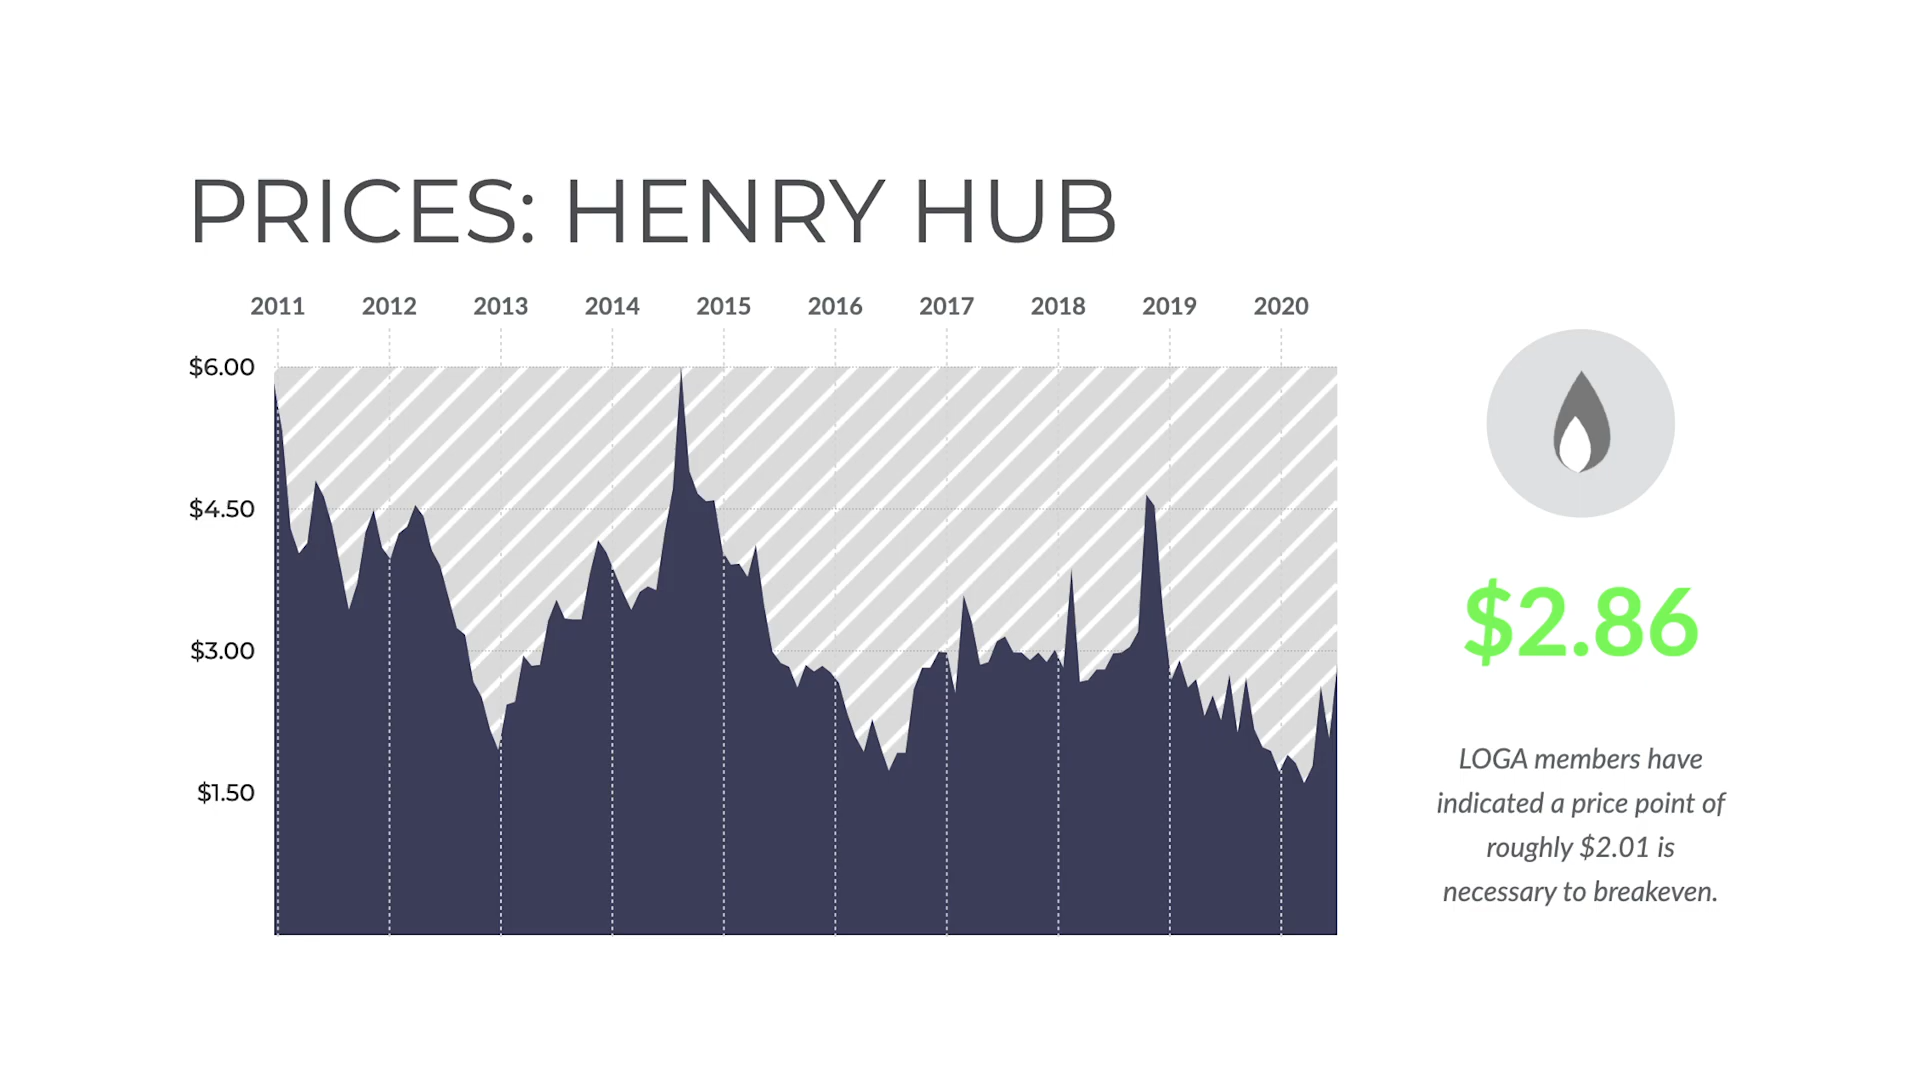 PRICES: HENRY HUB
2011 2012 2013 2014 2015 2016 2017 2018 2019 2020
$6.00
$4.50
$3.00
$1.50
$2.86
LOGA members have
indicated a price point of
roughly $2.01 is
necessary to breakeven.